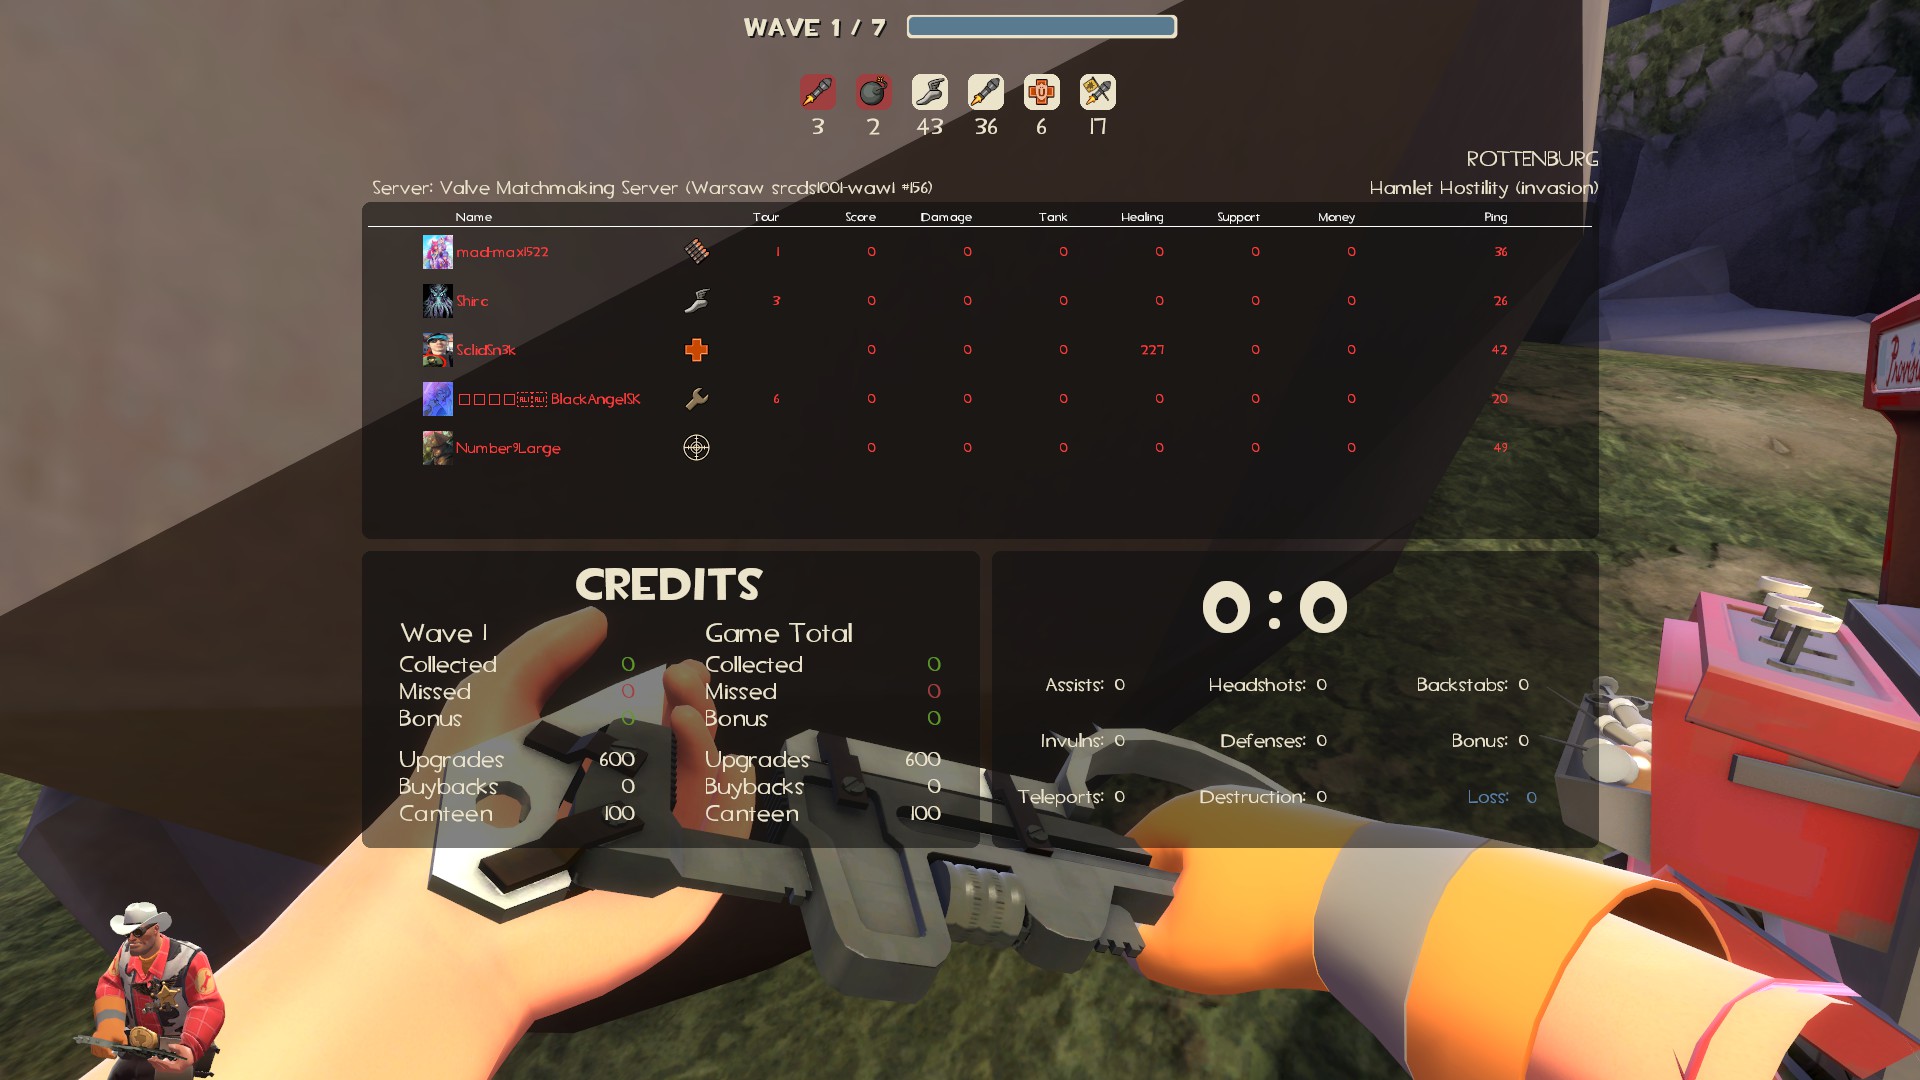 WAVE 1 / 7
3 2 43 36 6 17
ROTTENBURG
Server: Valve Matchmaking Server (Warsaw srcds1001-waw1 #156) Hamlet Hostility (invasion)
Name Tour Score Damage Tank Healing Support Money Ping
mad-max1522 1 0 0 0 0 0 0 36
Shiro 3 0 0 0 0 0 0 26
SolidSn3k 0 0 0 227 0 0 42
BlackAngelSK 6 0 0 0 0 0 0 20
Number9Large 0 0 0 0 0 0 49
CREDITS
Wave 1 Game Total
Collected 0 Collected 0
Missed 0 Missed 0
Bonus 0 Bonus 0
Upgrades 600 Upgrades 600
Buybacks 0 Buybacks 0
Canteen 100 Canteen 100
0:0
Assists: 0 Headshots: 0 Backstabs: 0
Invulns: 0 Defenses: 0 Bonus: 0
Teleports: 0 Destruction: 0 Loss: 0